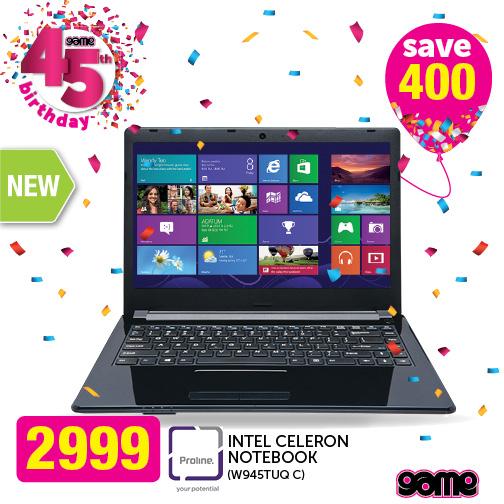 game
45th
birthday
save
400
NEW
2999
Proline.
your potential
INTEL CELERON
NOTEBOOK
(W945TUQ C)
game